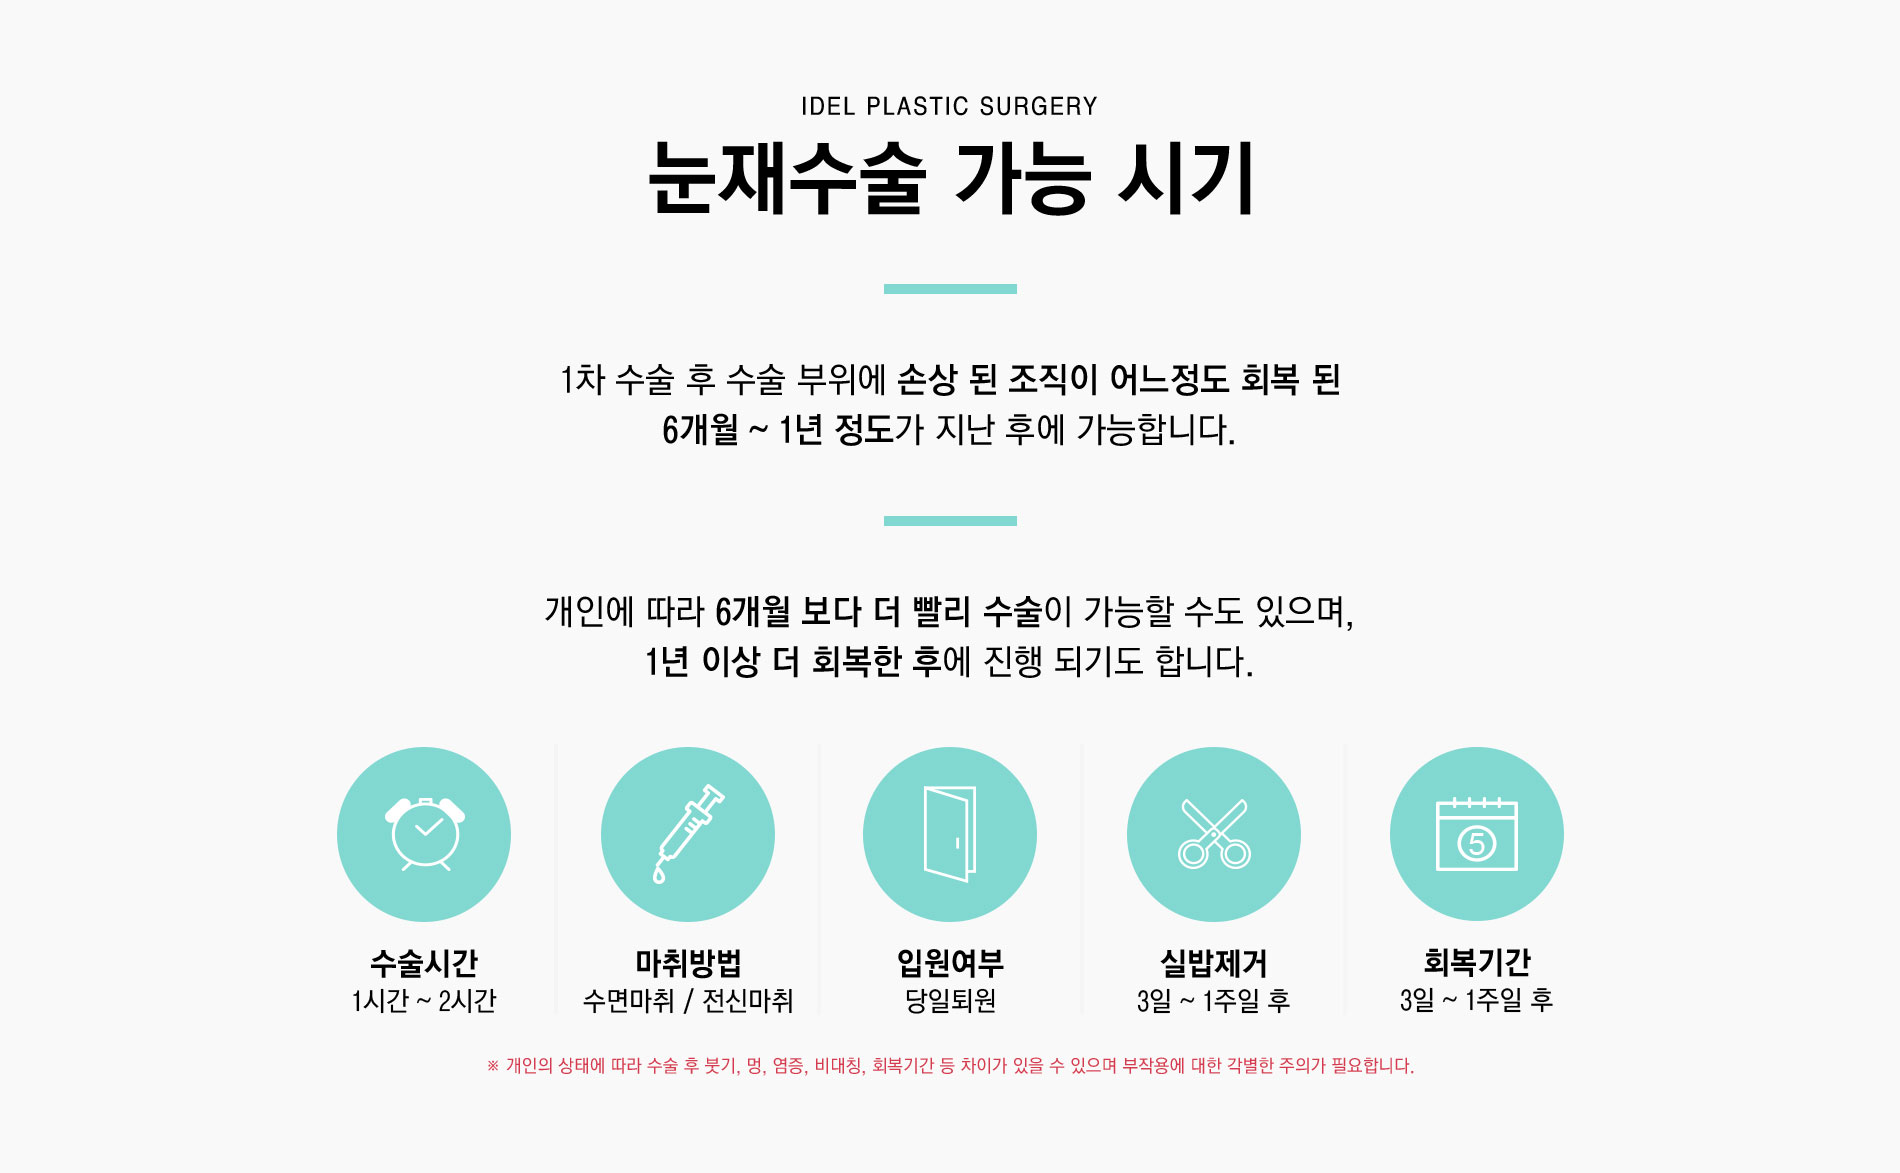 IDEL PLASTIC SURGERY
눈재수술 가능 시기
1차 수술 후 수술 부위에 손상 된 조직이 어느정도 회복 된
6개월 ~ 1년 정도가 지난 후에 가능합니다.
개인에 따라 6개월 보다 더 빨리 수술이 가능할 수도 있으며,
1년 이상 더 회복한 후에 진행 되기도 합니다.
5
수술시간
1시간 ~ 2시간
마취방법
수면마취 / 전신마취
입원여부
당일퇴원
실밥제거
3일 ~ 1주일 후
회복기간
3일 ~ 1주일 후
※ 개인의 상태에 따라 수술 후 붓기, 멍, 염증, 비대칭, 회복기간 등 차이가 있을 수 있으며 부작용에 대한 각별한 주의가 필요합니다.